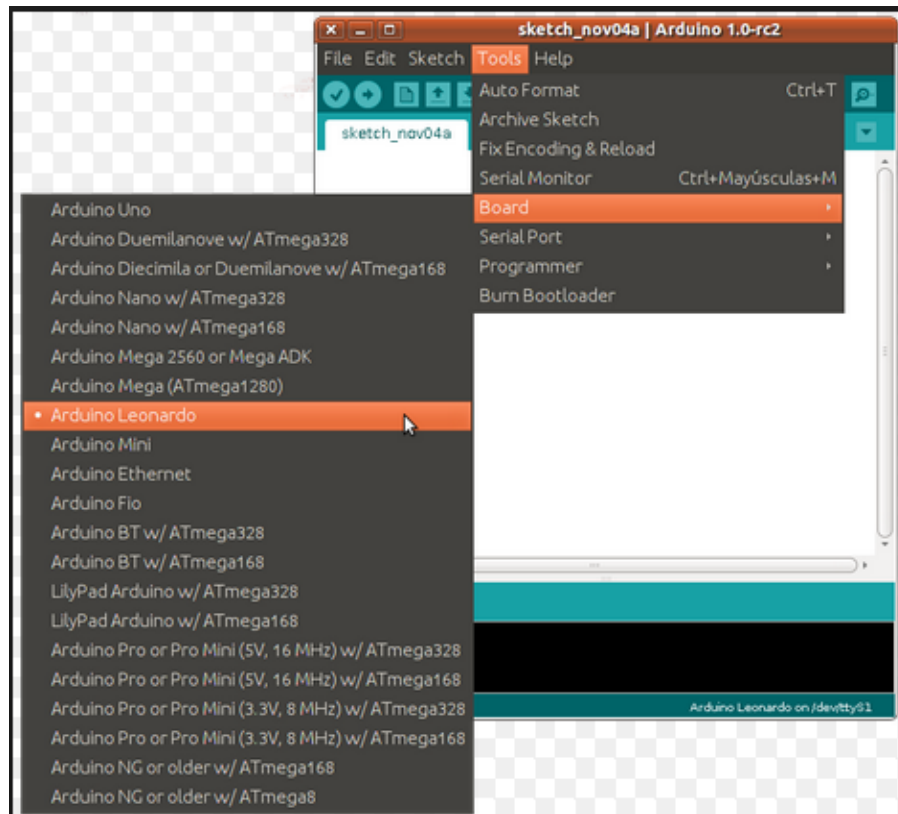 sketch_nov04a | Arduino 1.0-rc2
File Edit Sketch Tools Help
sketch_nov04a
Auto Format Ctrl+T
Archive Sketch
Fix Encoding & Reload
Serial Monitor Ctrl+Mayúsculas+M
Board
Serial Port
Programmer
Burn Bootloader
Arduino Uno
Arduino Duemilanove w/ ATmega328
Arduino Diecimila or Duemilanove w/ ATmega168
Arduino Nano w/ ATmega328
Arduino Nano w/ ATmega168
Arduino Mega 2560 or Mega ADK
Arduino Mega (ATmega1280)
Arduino Leonardo
Arduino Mini
Arduino Ethernet
Arduino Fio
Arduino BT w/ ATmega328
Arduino BT w/ ATmega168
LilyPad Arduino w/ ATmega328
LilyPad Arduino w/ ATmega168
Arduino Pro or Pro Mini (5V, 16 MHz) w/ ATmega328
Arduino Pro or Pro Mini (5V, 16 MHz) w/ ATmega168
Arduino Pro or Pro Mini (3.3V, 8 MHz) w/ ATmega328
Arduino Pro or Pro Mini (3.3V, 8 MHz) w/ ATmega168
Arduino NG or older w/ ATmega168
Arduino NG or older w/ ATmega8
Arduino Leonardo on /dev/ttyS1